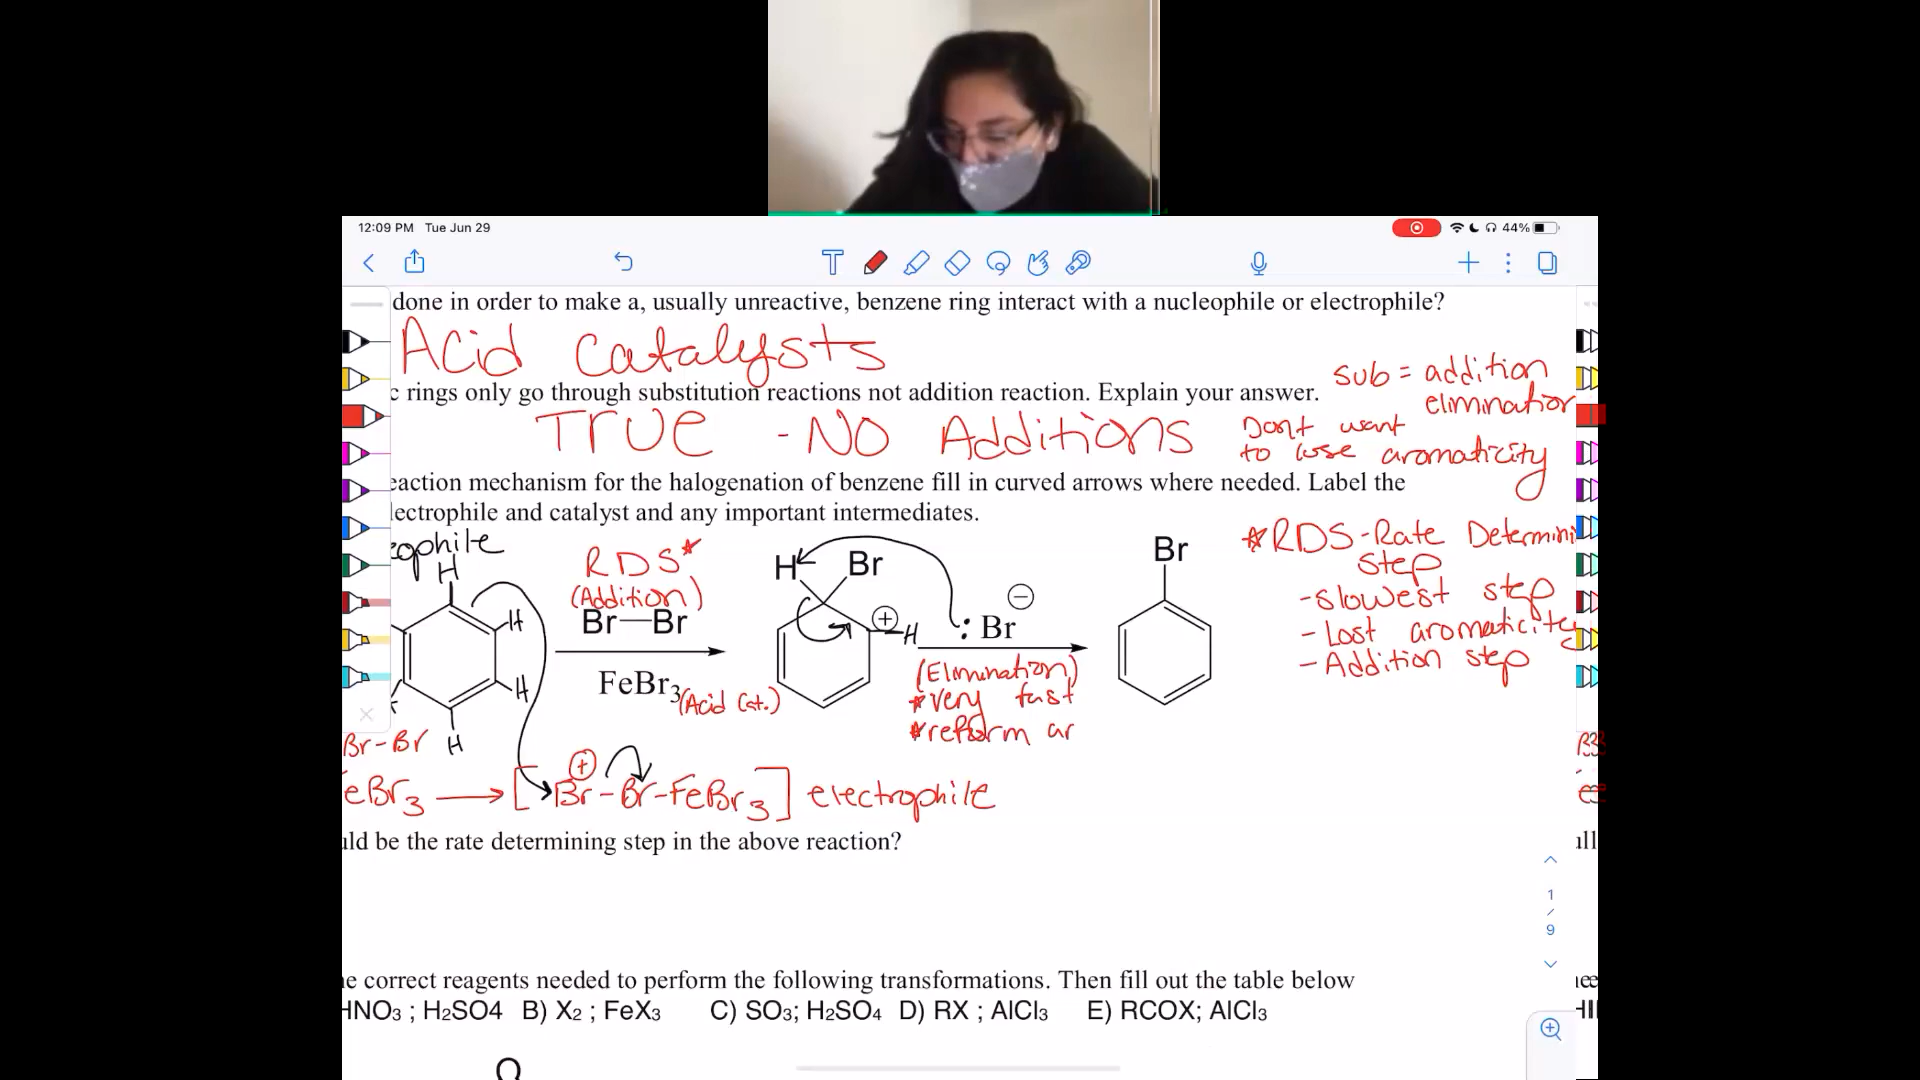 12:09 PM Tue Jun 29
44%
done in order to make a, usually unreactive, benzene ring interact with a nucleophile or electrophile?
Acid Catalysts
c rings only go through substitution reactions not addition reaction. Explain your answer.
sub = addition
elimination
TRUE - NO Additions
Don't want
to lose aromaticity
eaction mechanism for the halogenation of benzene fill in curved arrows where needed. Label the
lectrophile and catalyst and any important intermediates.
eophile
H
H
H
H
RDS*
(Addition)
Br—Br
FeBr3
(Acid Cat.)
H
Br
+
H
−
: Br
(Elimination)
*very fast
*reform ar
Br
*RDS-Rate Determini
step
-slowest step
- Lost aromaticity
- Addition step
Br-Br
eBr3 → [ Br - Br - FeBr3 ] electrophile
+
uld be the rate determining step in the above reaction?
1
/
9
e correct reagents needed to perform the following transformations. Then fill out the table below
HNO3 ; H2SO4 B) X2 ; FeX3 C) SO3; H2SO4 D) RX ; AlCl3 E) RCOX; AlCl3
O